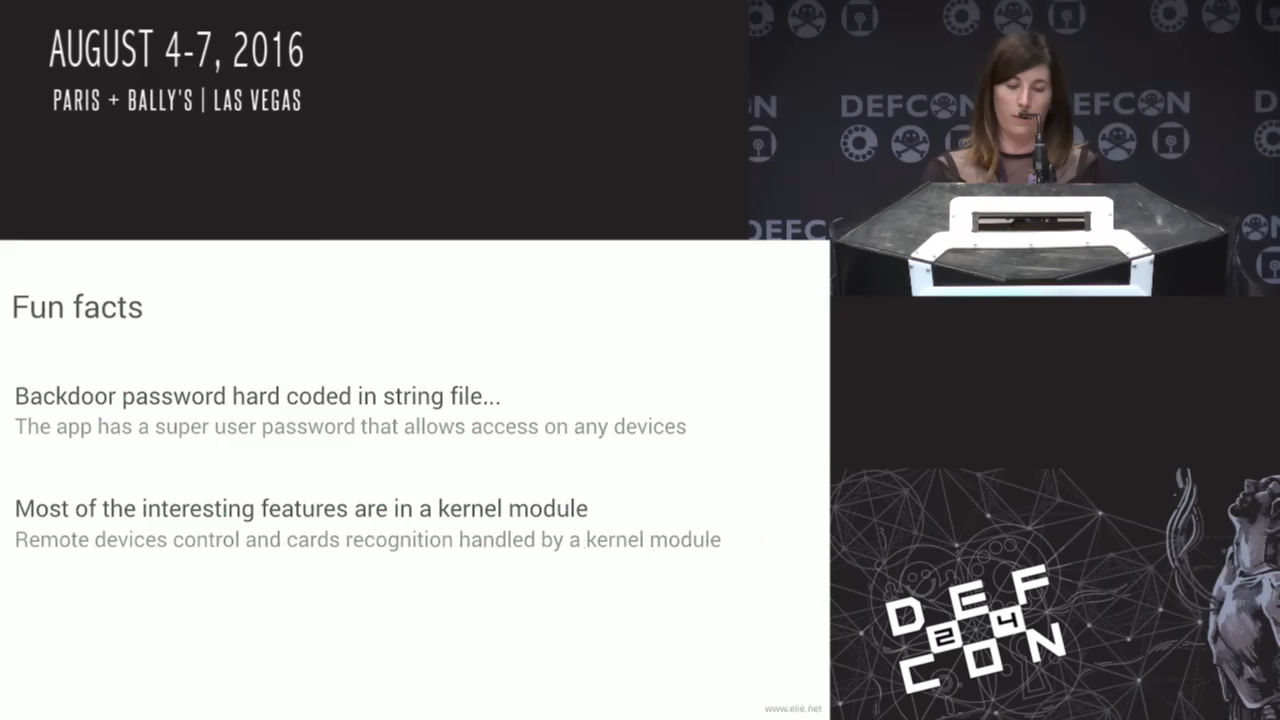 AUGUST 4-7, 2016
PARIS + BALLY'S | LAS VEGAS
DEFCON
Fun facts
Backdoor password hard coded in string file...
The app has a super user password that allows access on any devices
Most of the interesting features are in a kernel module
Remote devices control and cards recognition handled by a kernel module
www.elie.net
DEF
24
CON